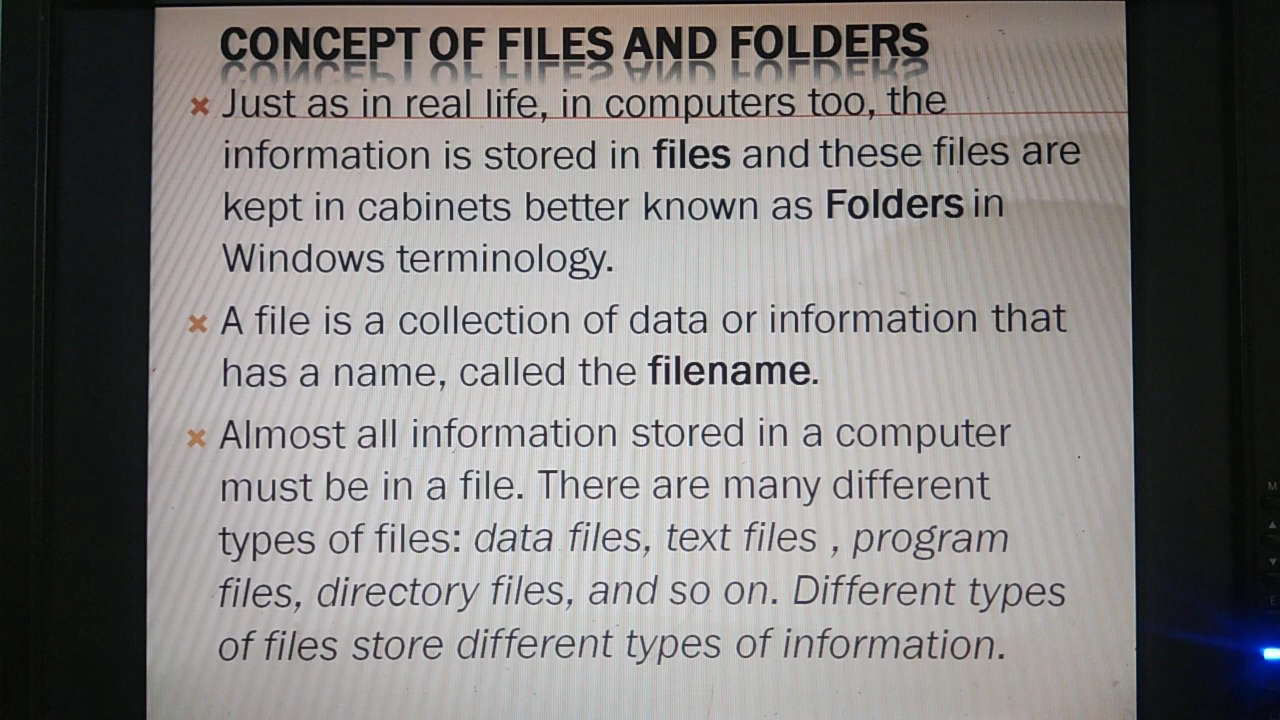 CONCEPT OF FILES AND FOLDERS
Just as in real life, in computers too, the
information is stored in files and these files are
kept in cabinets better known as Folders in
Windows terminology.
A file is a collection of data or information that
has a name, called the filename.
Almost all information stored in a computer
must be in a file. There are many different
types of files: data files, text files , program
files, directory files, and so on. Different types
of files store different types of information.
M